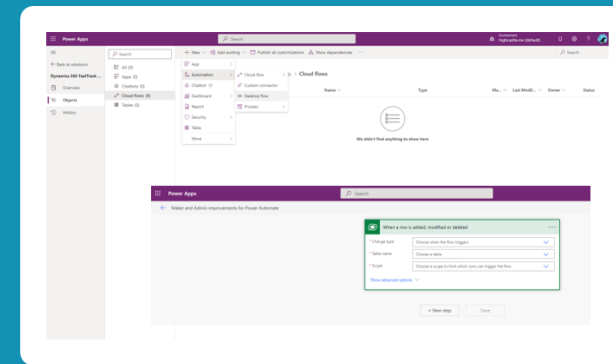 Power Apps
Search
Environment
+ New
Add existing
Publish all customizations
Show dependencies
Search
Back to solutions
Search
App
Cloud flows
Dynamics 365 FastTrack ...
All (0)
Automation
Cloud flow
Apps (0)
Chatbot
Custom connector
Name
Type
Mo...
Last Modifi...
Owner
Status
Overview
Chatbots (0)
Dashboard
Desktop flow
Objects
Cloud flows (0)
Report
Process
History
Tables (0)
Security
Table
More
We didn't find anything to show here
Power Apps
Search
Maker and Admin improvements for Power Automate
When a row is added, modified or deleted
* Change type
Choose when the flow triggers
* Table name
Choose a table
* Scope
Choose a scope to limit which rows can trigger the flow
Show advanced options
+ New step
Save